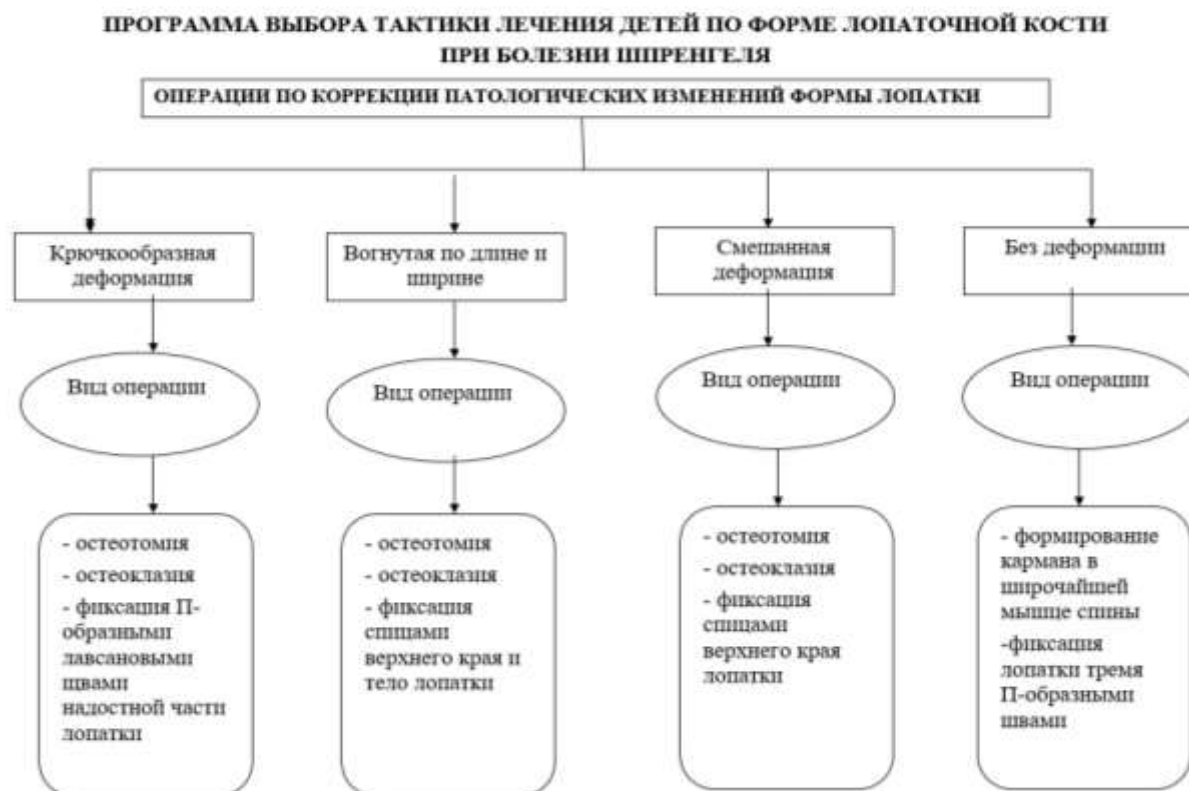 ПРОГРАММА ВЫБОРА ТАКТИКИ ЛЕЧЕНИЯ ДЕТЕЙ ПО ФОРМЕ ЛОПАТОЧНОЙ КОСТИ
ПРИ БОЛЕЗНИ ШПРЕНГЕЛЯ
ОПЕРАЦИИ ПО КОРРЕКЦИИ ПАТОЛОГИЧЕСКИХ ИЗМЕНЕНИЙ ФОРМЫ ЛОПАТКИ
Крючкообразная
деформация
Вогнутая по длине и
ширине
Смешанная
деформация
Без деформации
Вид операции
Вид операции
Вид операции
Вид операции
- остеотомия
- остеоклазия
- фиксация П-
образными
лавсановыми
щвами
надостной части
лопатки
- остеотомия
- остеоклазия
- фиксация
спицами
верхнего края и
тело лопатки
- остеотомия
- остеоклазия
- фиксация
спицами
верхнего края
лопатки
- формирование
кармана в
широчайшей
мышце спины
-фиксация
лопатки тремя
П-образными
швами